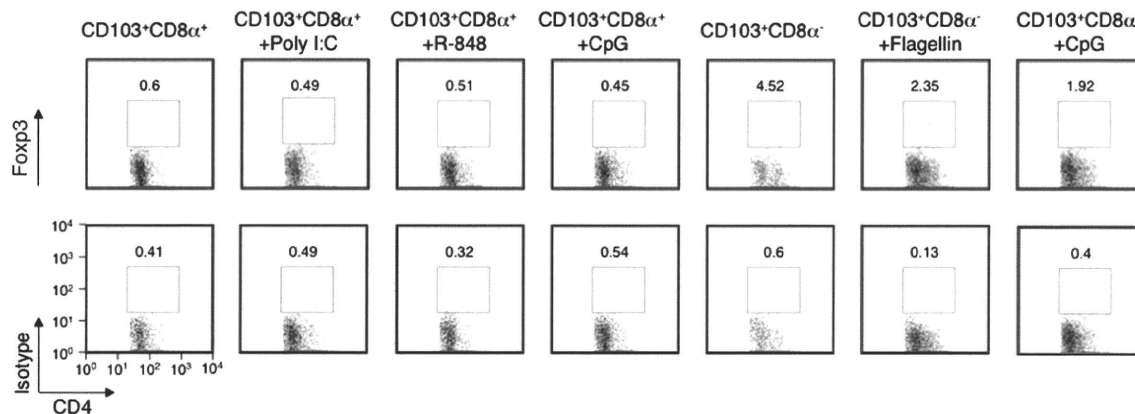 CD103⁺CD8α⁺
CD103⁺CD8α⁺
+Poly I:C
CD103⁺CD8α⁺
+R-848
CD103⁺CD8α⁺
+CpG
CD103⁺CD8α⁻
CD103⁺CD8α⁻
+Flagellin
CD103⁺CD8α
+CpG
Foxp3
0.6
0.49
0.51
0.45
4.52
2.35
1.92
Isotype
10⁴
10³
10²
10¹
10⁰
0.41
0.49
0.32
0.54
0.6
0.13
0.4
10⁰ 10¹ 10² 10³ 10⁴
CD4